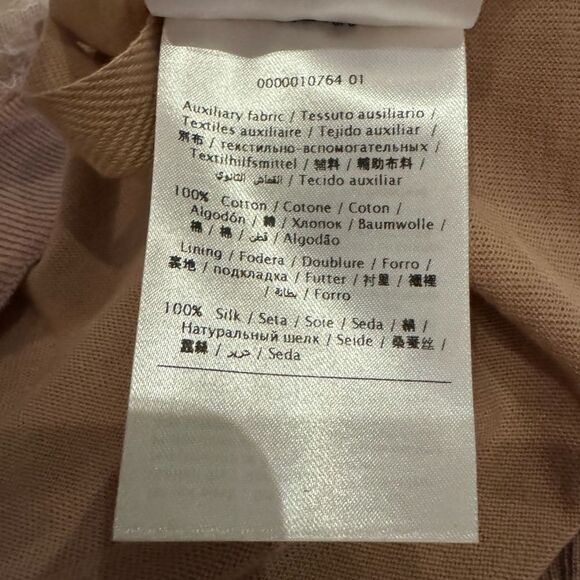 0000010764 01
Auxiliary fabric / Tessuto ausiliario /
Textiles auxiliaire / Tejido auxiliar /
別布 / текстильно-вспомогательных /
Textilhilfsmittel / 辅料 / 輔助布料 /
القماش الثانوي / Tecido auxiliar
100% Cotton / Cotone / Coton /
Algodón / 綿 / Хлопок / Baumwolle /
棉 / 棉 / قطن / Algodão
Lining / Fodera / Doublure / Forro /
裏地 / подкладка / Futter / 衬里 / 襯裡
/ بطانة / Forro
100% Silk / Seta / Soie / Seda / 絹 /
Натуральный шелк / Seide / 桑蚕丝 /
蠶絲 / حرير / Seda